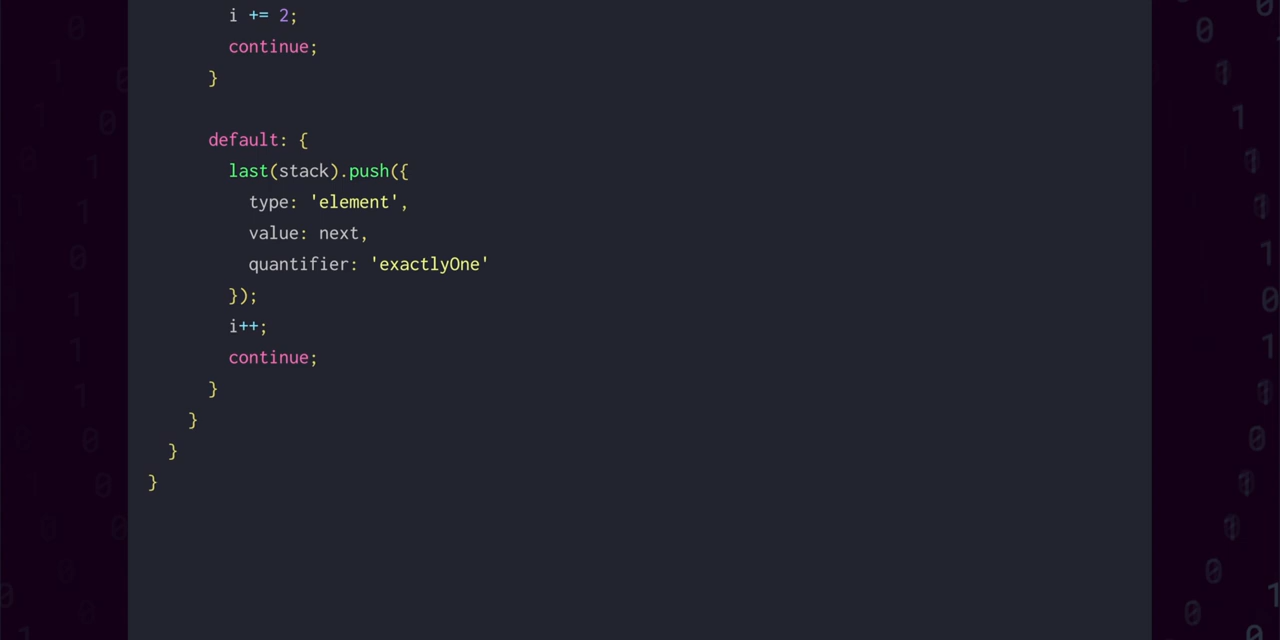 i += 2;
continue;
}
default: {
last(stack).push({
type: 'element',
value: next,
quantifier: 'exactlyOne'
});
i++;
continue;
}
}
}
}